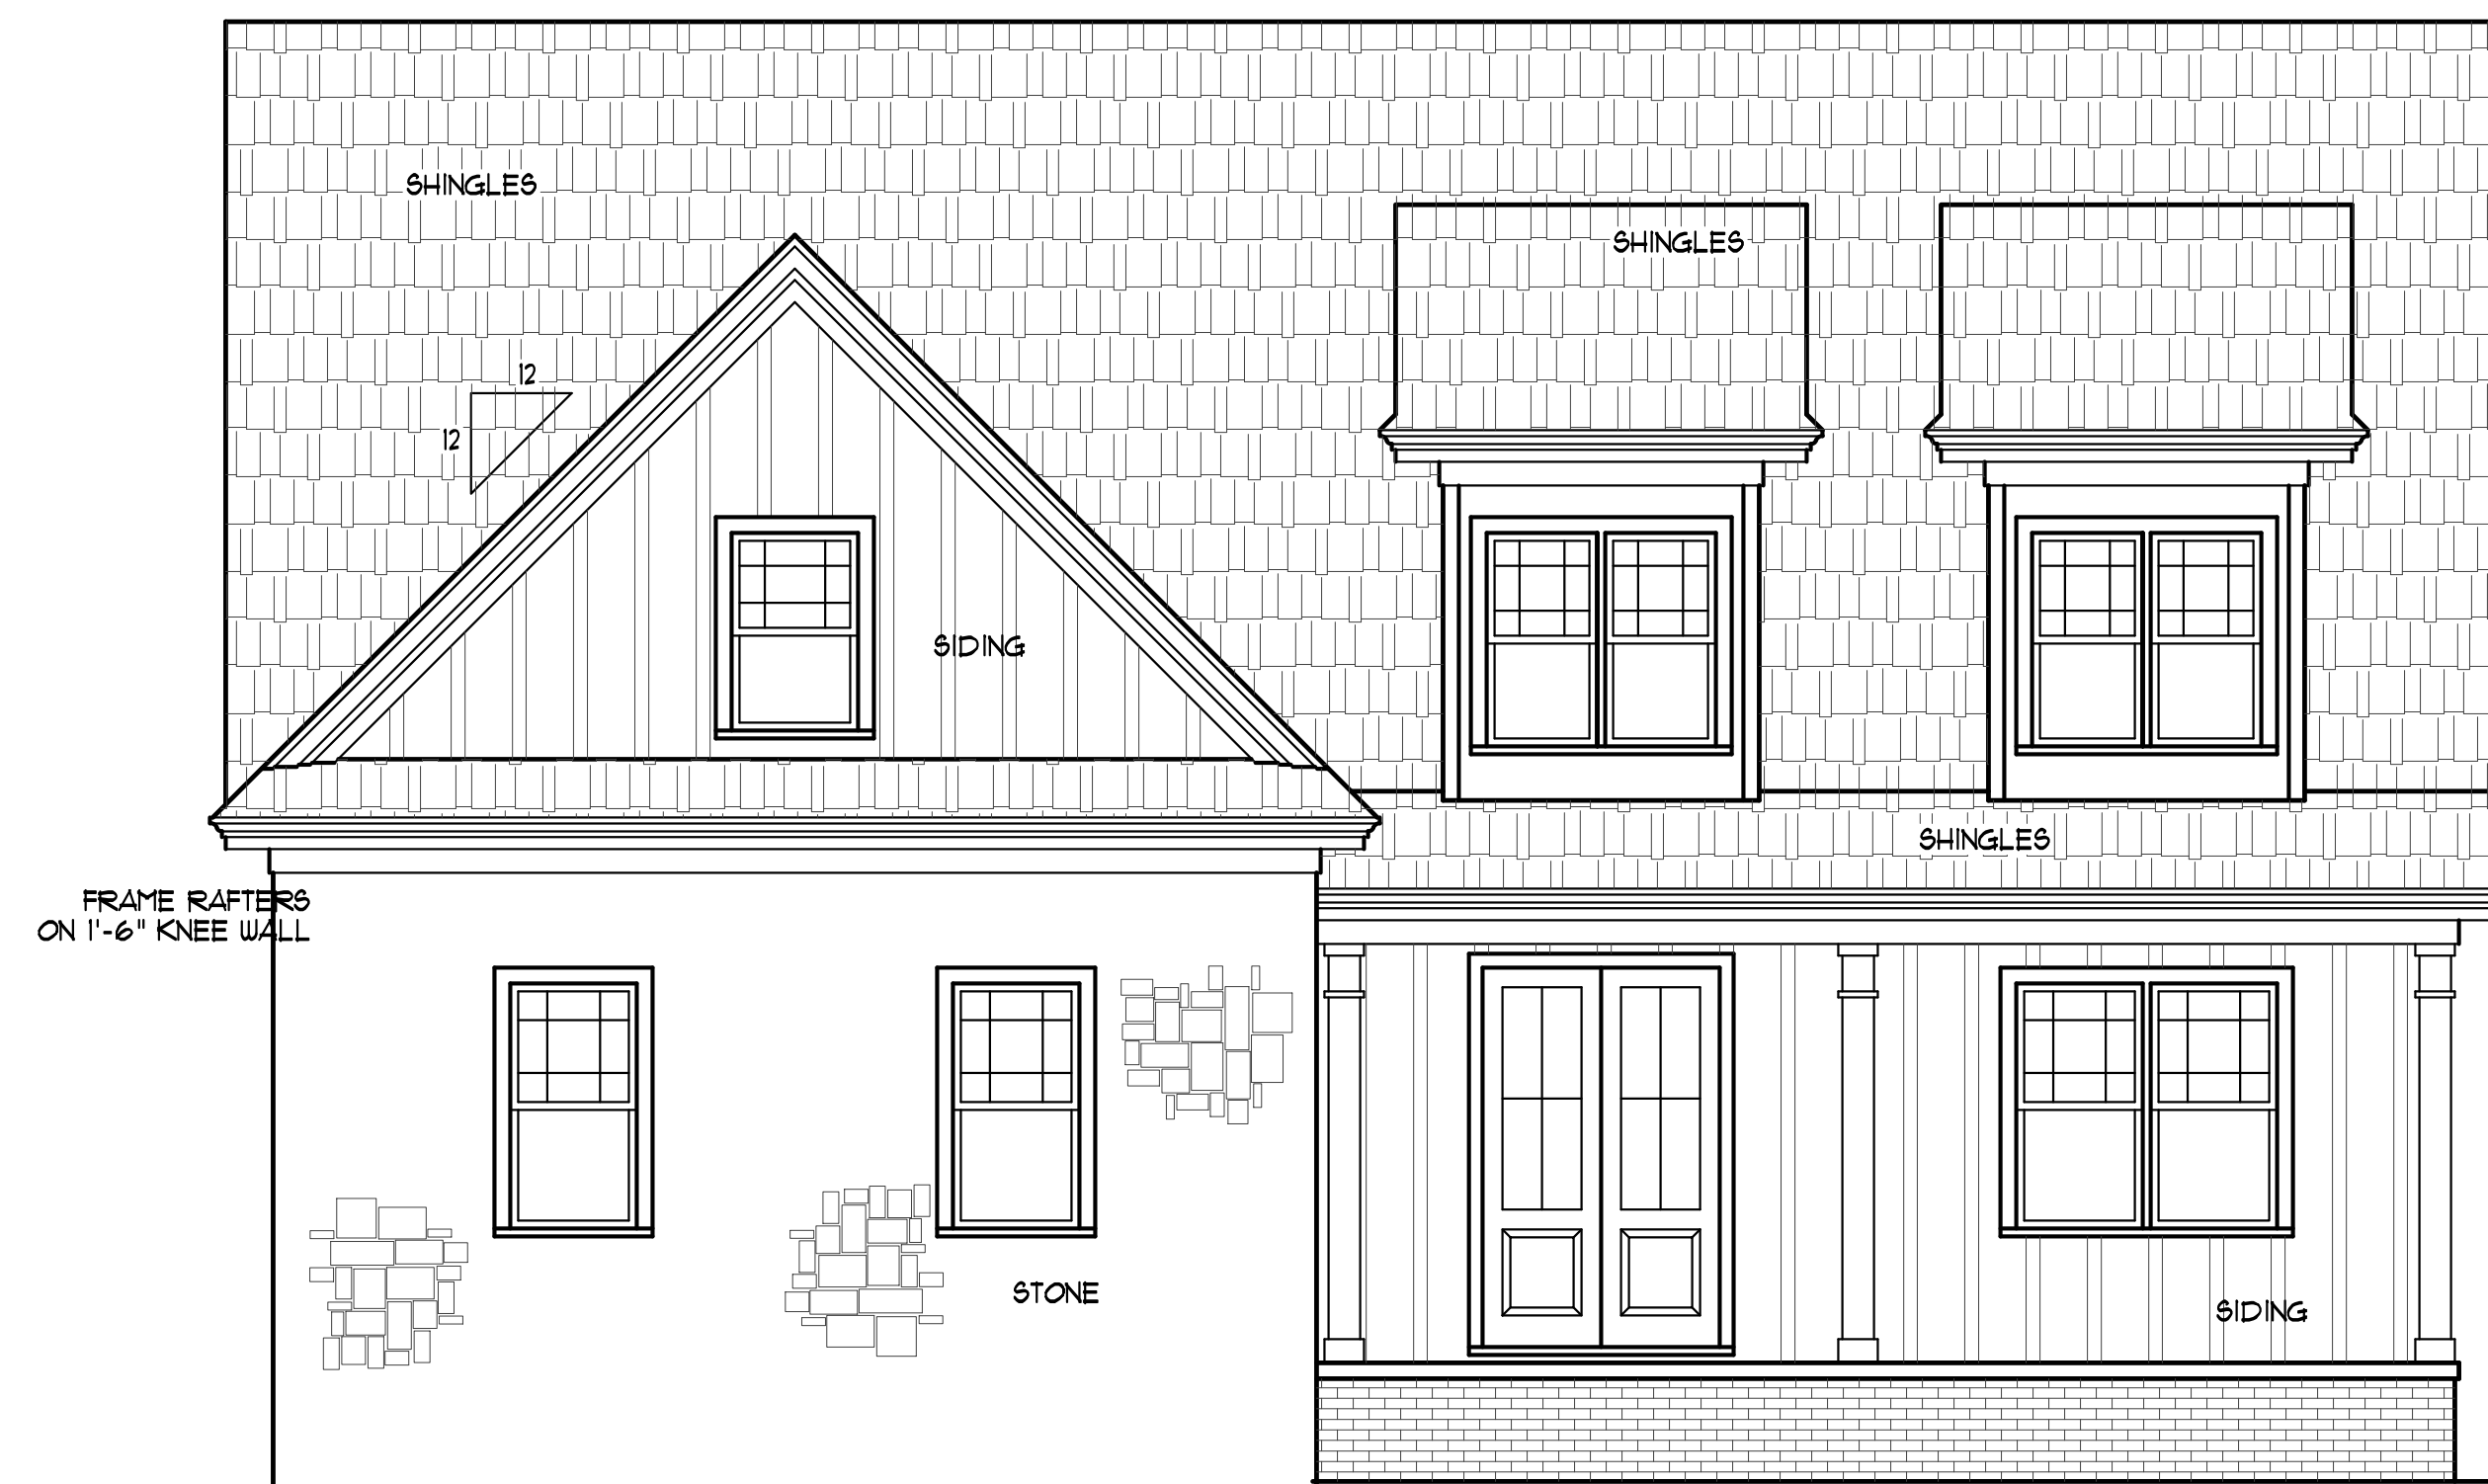 SHINGLES
SHINGLES
12
12
SIDING
SHINGLES
FRAME RAFTERS
ON 1'-6" KNEE WALL
STONE
SIDING